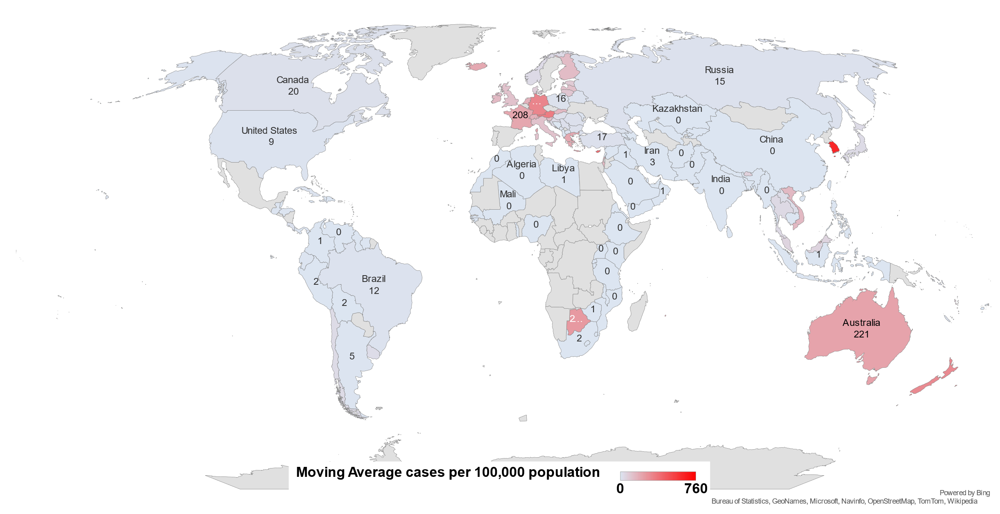 Russia
15
Canada
20
16
...
Kazakhstan
0
208
United States
9
17
China
0
Iran
3
1
0
0
0
Algeria
0
Libya
1
0
India
0
1
0
Mali
0
0
0
0
0
1
0
0
1
0
2
Brazil
12
0
2
1
2..
Australia
221
2
5
Moving Average cases per 100,000 population
0
760
Powered by Bing
Bureau of Statistics, GeoNames, Microsoft, Navinfo, OpenStreetMap, TomTom, Wikipedia